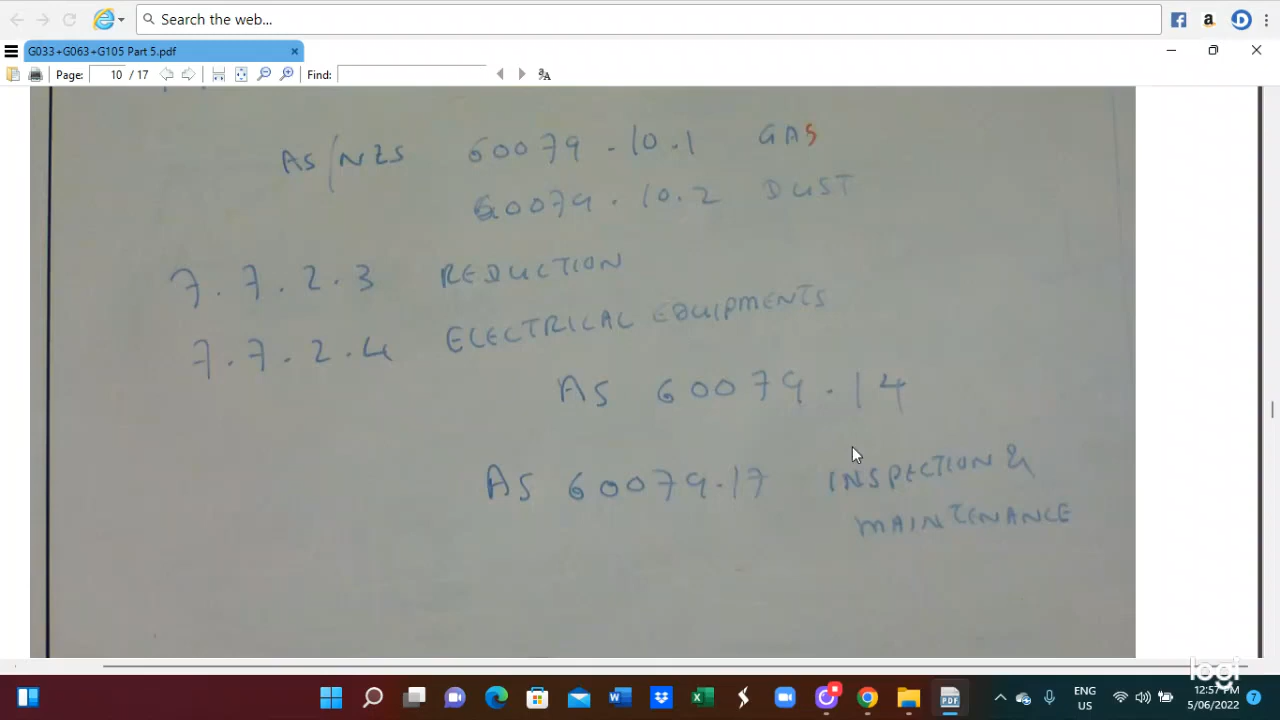 Search the web...
G033+G063+G105 Part 5.pdf
Page: 10 / 17 Find:
AS/NZS 60079-10.1 GAS
60079.10.2 DUST
7.7.2.3 REDUCTION
7.7.2.4 ELECTRICAL EQUIPMENTS
AS 60079.14
AS 60079.17 INSPECTION &
MAINTENANCE
logi
ENG
US
12:57 PM
5/06/2022
7